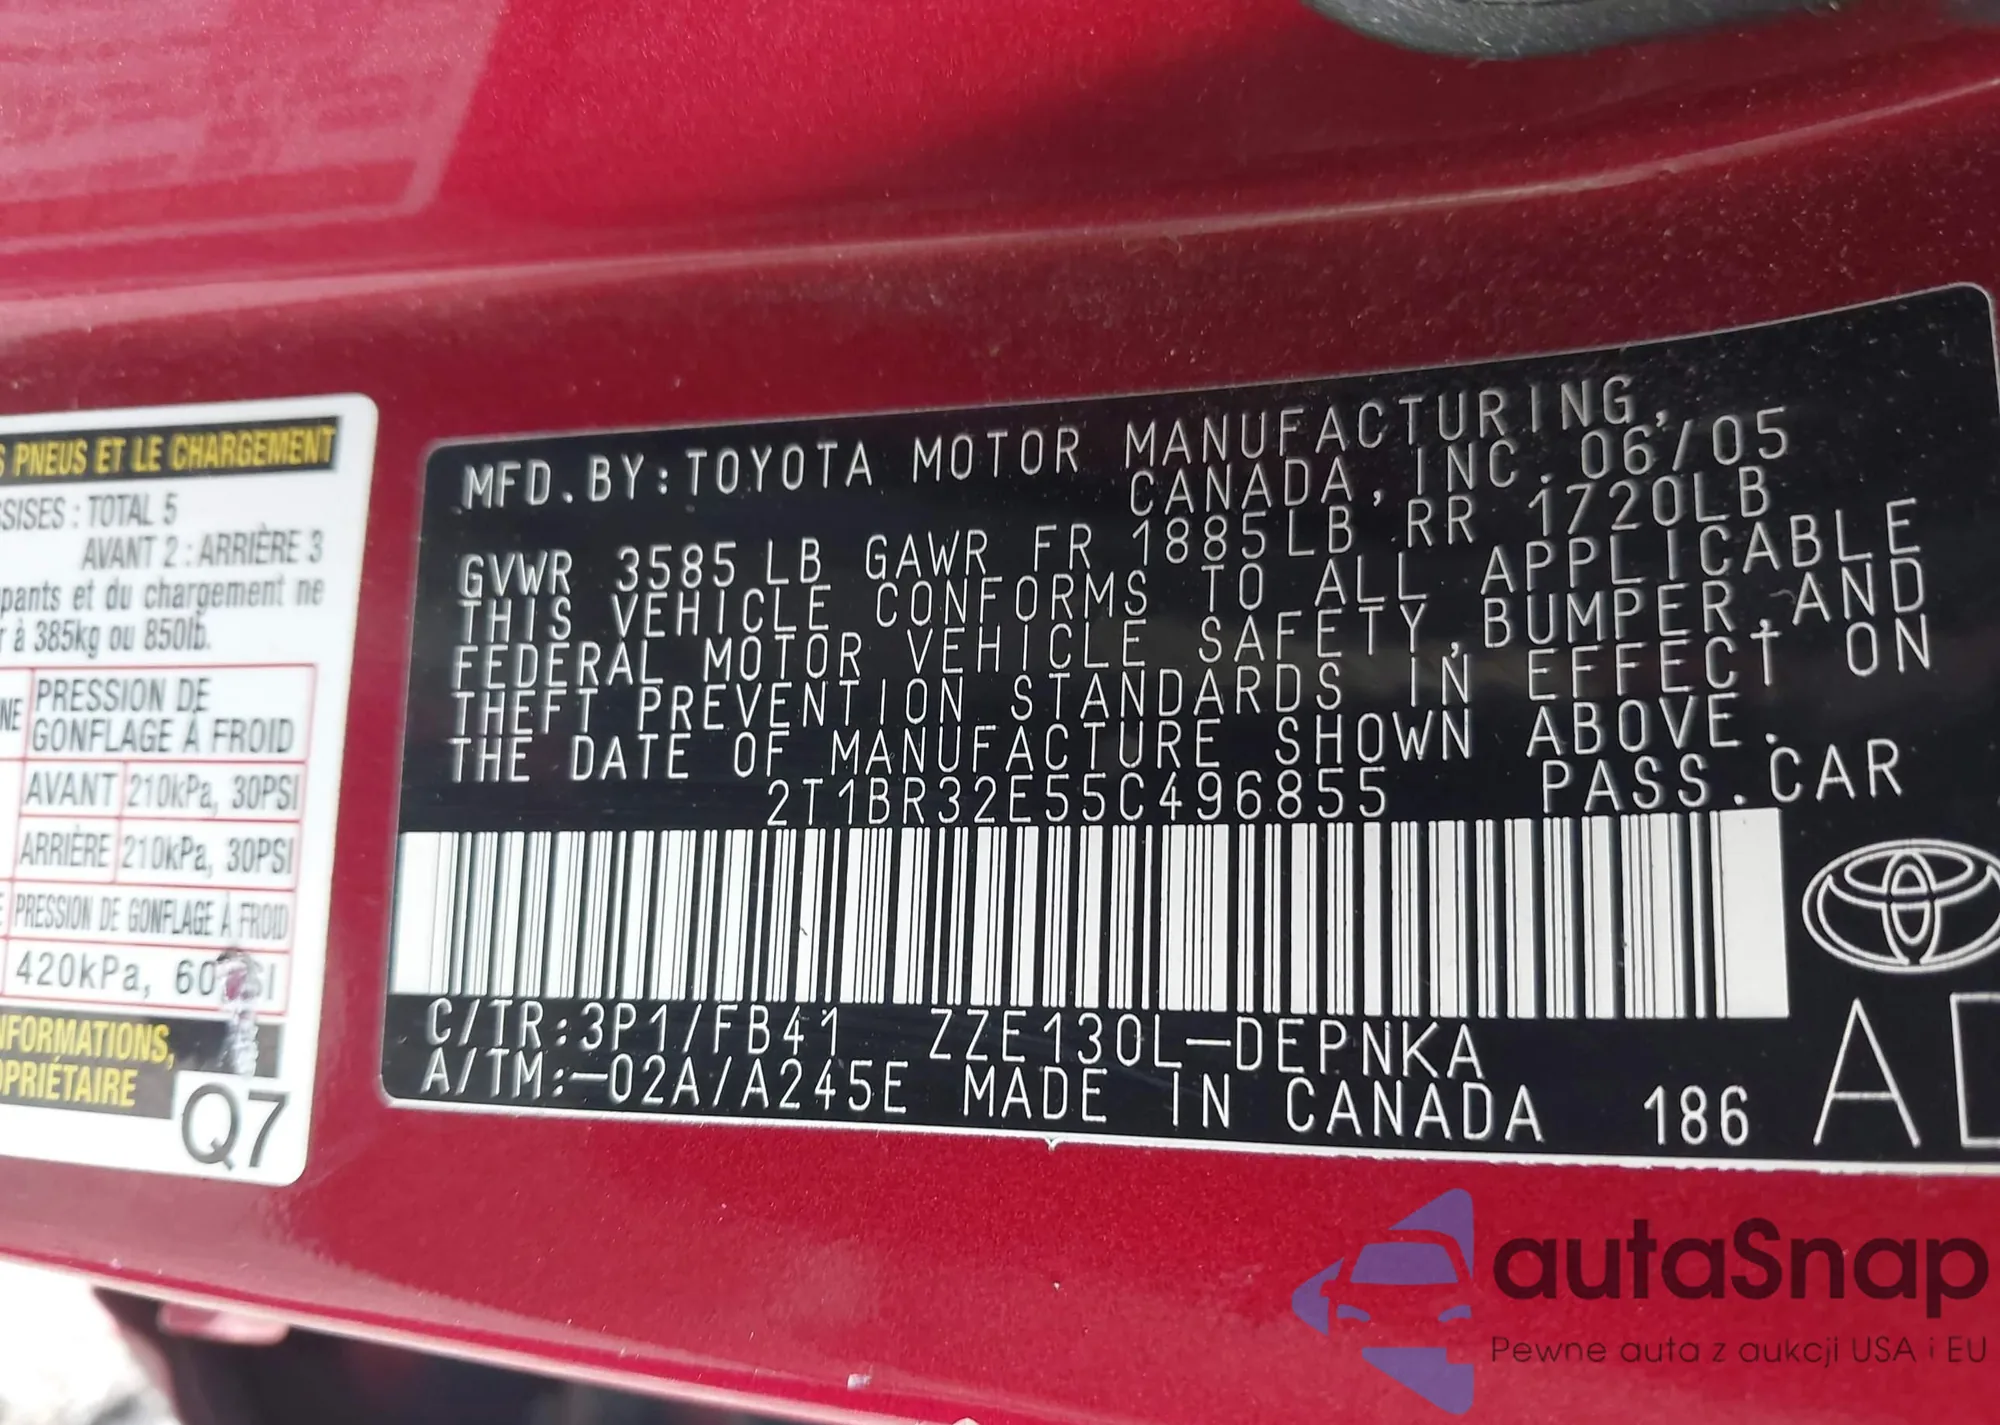 PNEUS ET LE CHARGEMENT
TOTAL 5
AVANT 2 : ARRIÈRE 3
et du chargement ne
à 385kg ou 850lb.
PRESSION DE
GONFLAGE À FROID
AVANT 210kPa, 30PSI
ARRIÈRE 210kPa, 30PSI
PRESSION DE GONFLAGE À FROID
420kPa,
Q7
MFD.BY:TOYOTA MOTOR MANUFACTURING,
CANADA, INC. 06/05
GVWR 3585 LB GAWR FR 1885LB RR 1720LB
THIS VEHICLE CONFORMS TO ALL APPLICABLE
FEDERAL MOTOR VEHICLE SAFETY, BUMPER, AND
THEFT PREVENTION STANDARDS IN EFFECT ON
THE DATE OF MANUFACTURE SHOWN ABOVE.
2T1BR32E55C496855 PASS.CAR
C/TR:3P1/FB41 ZZE130L-DEPNKA
A/TM:-02A/A245E MADE IN CANADA 186
autaSnap
Pewne auta z aukcji USA i EU